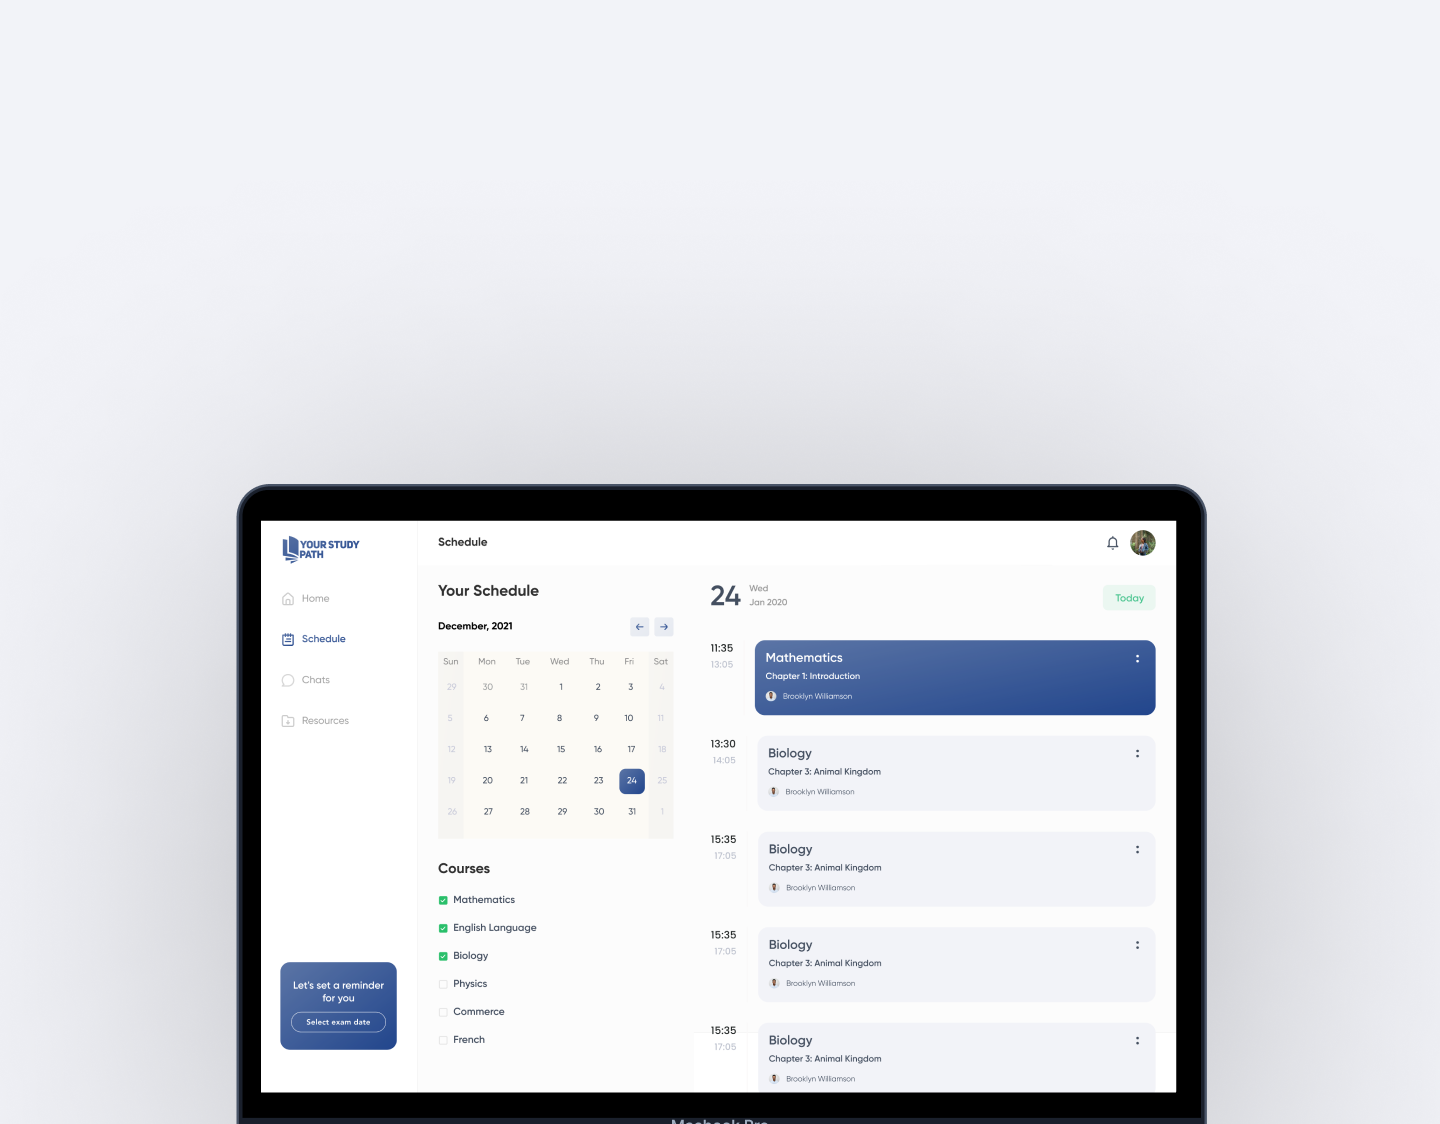 YOUR STUDY
PATH
Home
Schedule
Chats
Resources
Let's set a reminder
for you
Select exam date
Schedule
Your Schedule
December, 2021
Sun Mon Tue Wed Thu Fri Sat
29 30 31 1 2 3 4
5 6 7 8 9 10 11
12 13 14 15 16 17 18
19 20 21 22 23 24 25
26 27 28 29 30 31 1
Courses
Mathematics
English Language
Biology
Physics
Commerce
French
24 Wed
Jan 2020
Today
11:35
13:05
Mathematics
Chapter 1: Introduction
Brooklyn Williamson
13:30
14:05
Biology
Chapter 3: Animal Kingdom
Brooklyn Williamson
15:35
17:05
Biology
Chapter 3: Animal Kingdom
Brooklyn Williamson
15:35
17:05
Biology
Chapter 3: Animal Kingdom
Brooklyn Williamson
15:35
17:05
Biology
Chapter 3: Animal Kingdom
Brooklyn Williamson
Macbook Pro